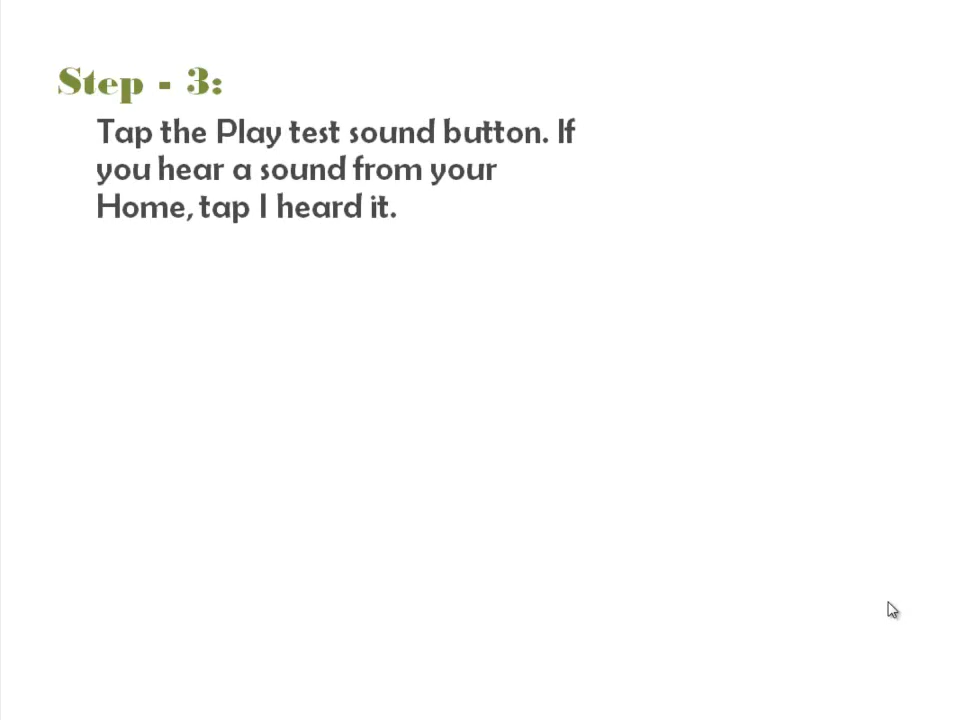 Step - 3:
Tap the Play test sound button. If
you hear a sound from your
Home, tap I heard it.